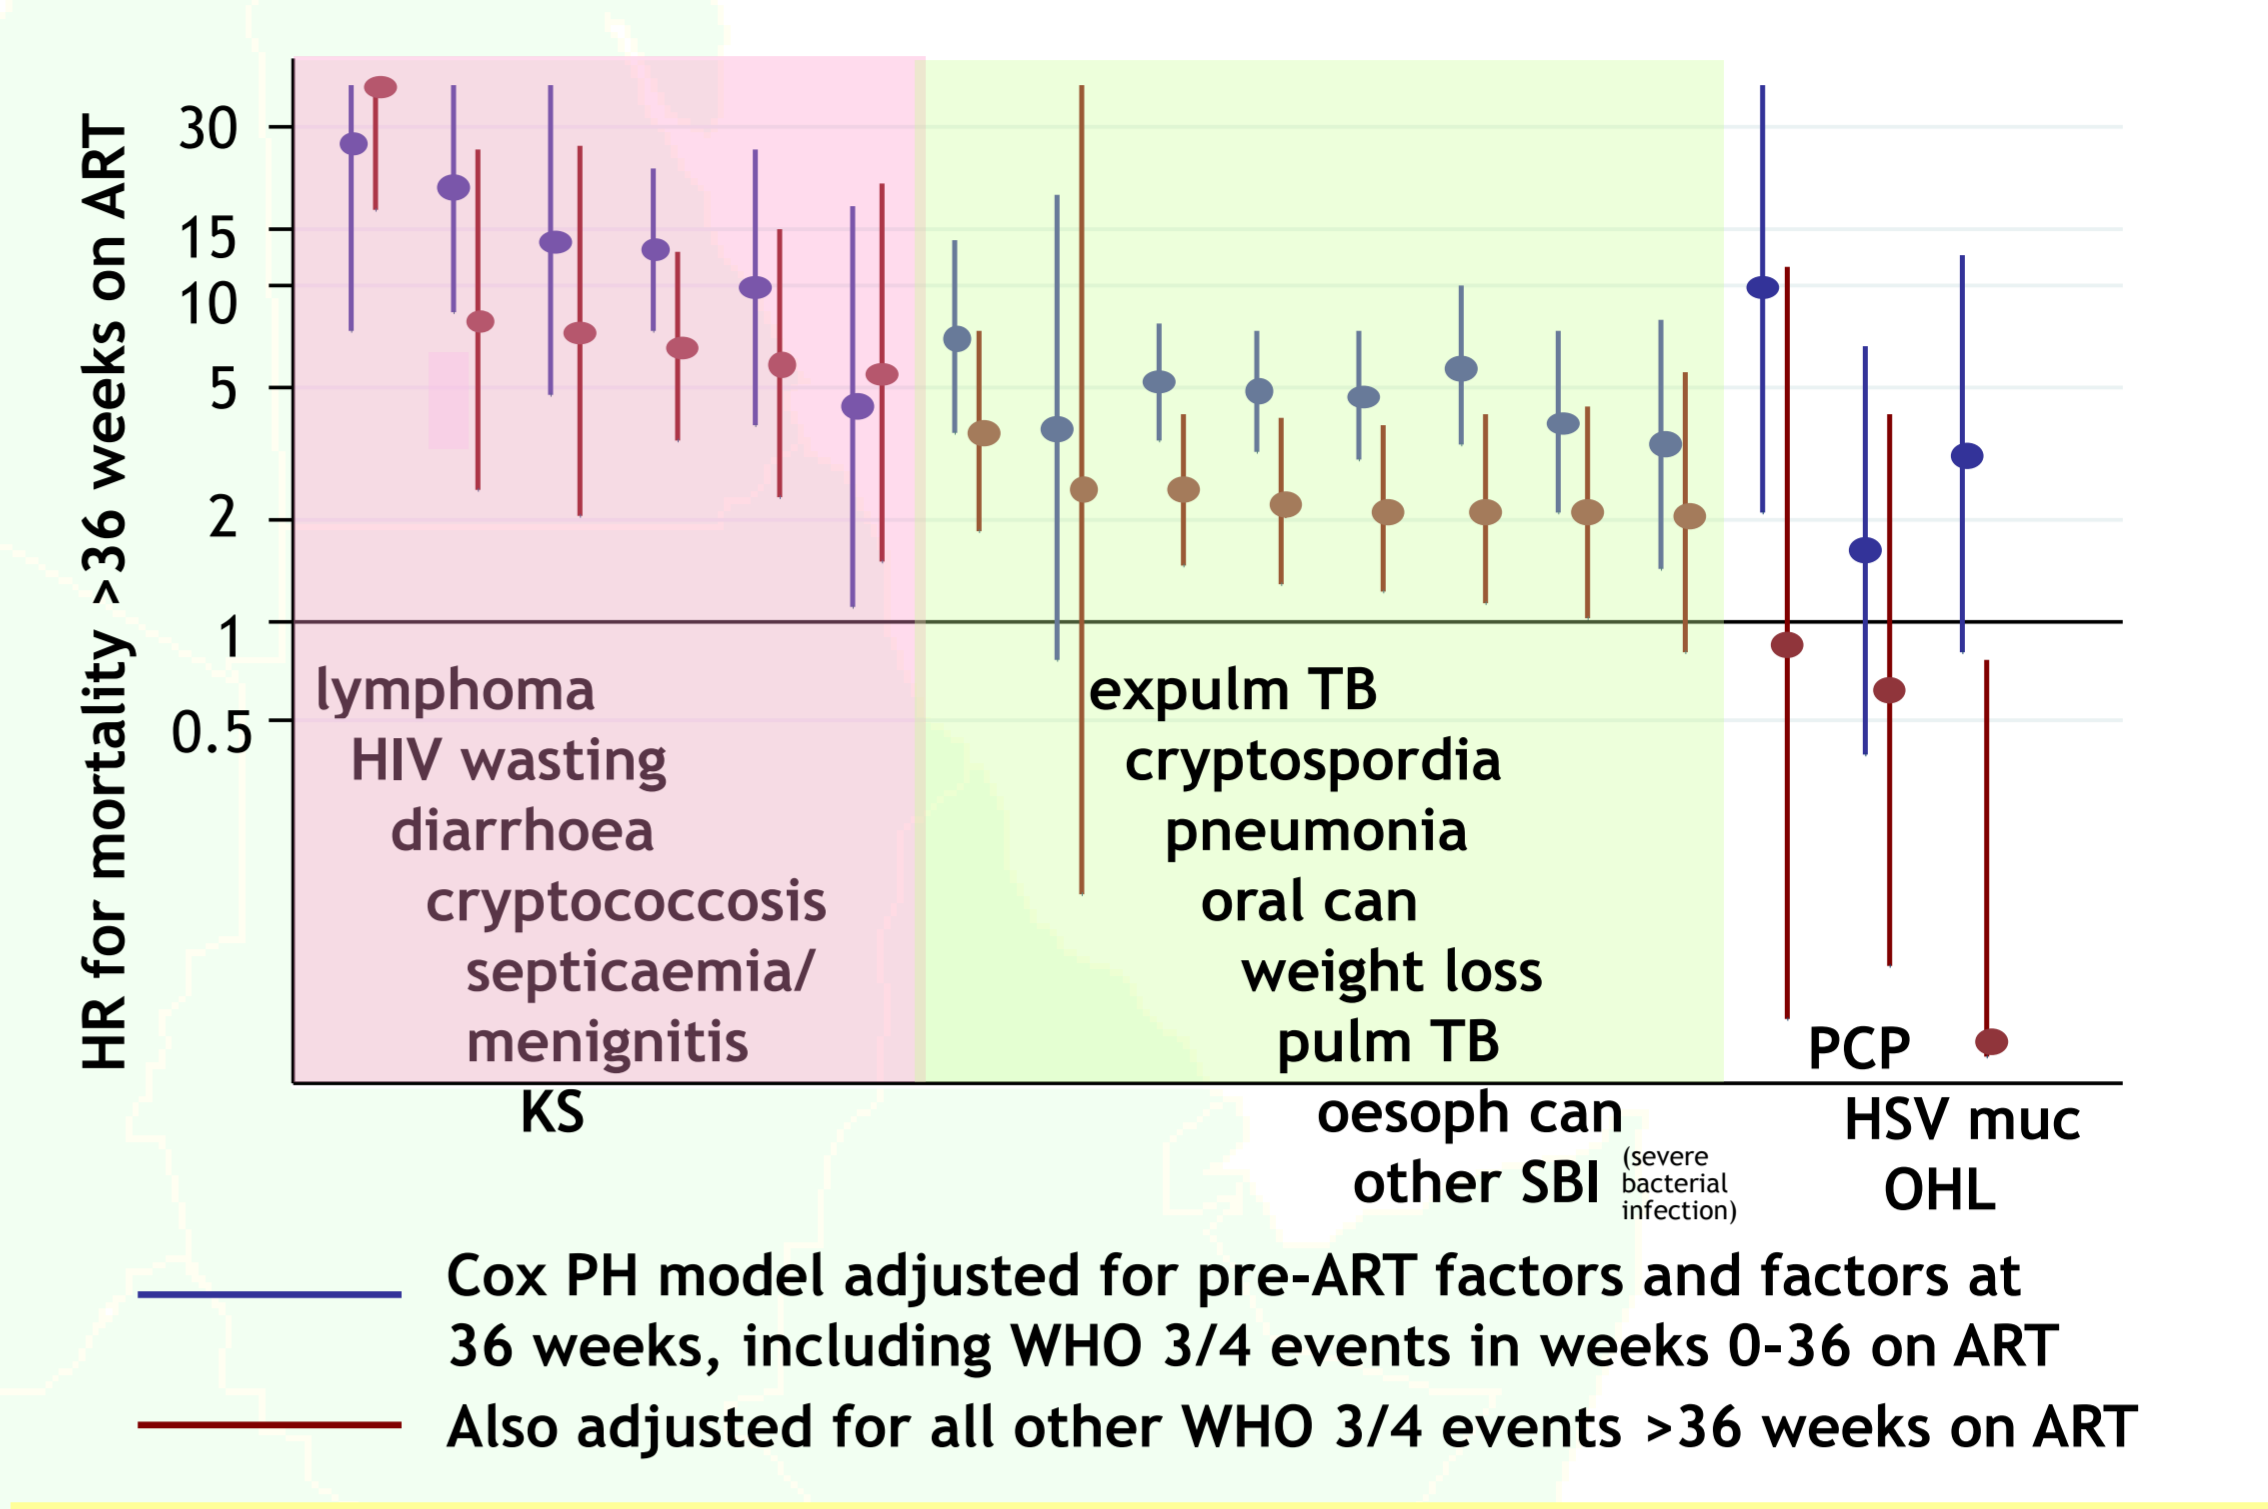 HR for mortality >36 weeks on ART
30
15
10
5
2
1
0.5
lymphoma
HIV wasting
diarrhoea
cryptococcosis
septicaemia/
menignitis
KS
expulm TB
cryptospordia
pneumonia
oral can
weight loss
pulm TB
oesoph can
other SBI (severe
bacterial
infection)
PCP
HSV muc
OHL
Cox PH model adjusted for pre-ART factors and factors at
36 weeks, including WHO 3/4 events in weeks 0-36 on ART
Also adjusted for all other WHO 3/4 events >36 weeks on ART